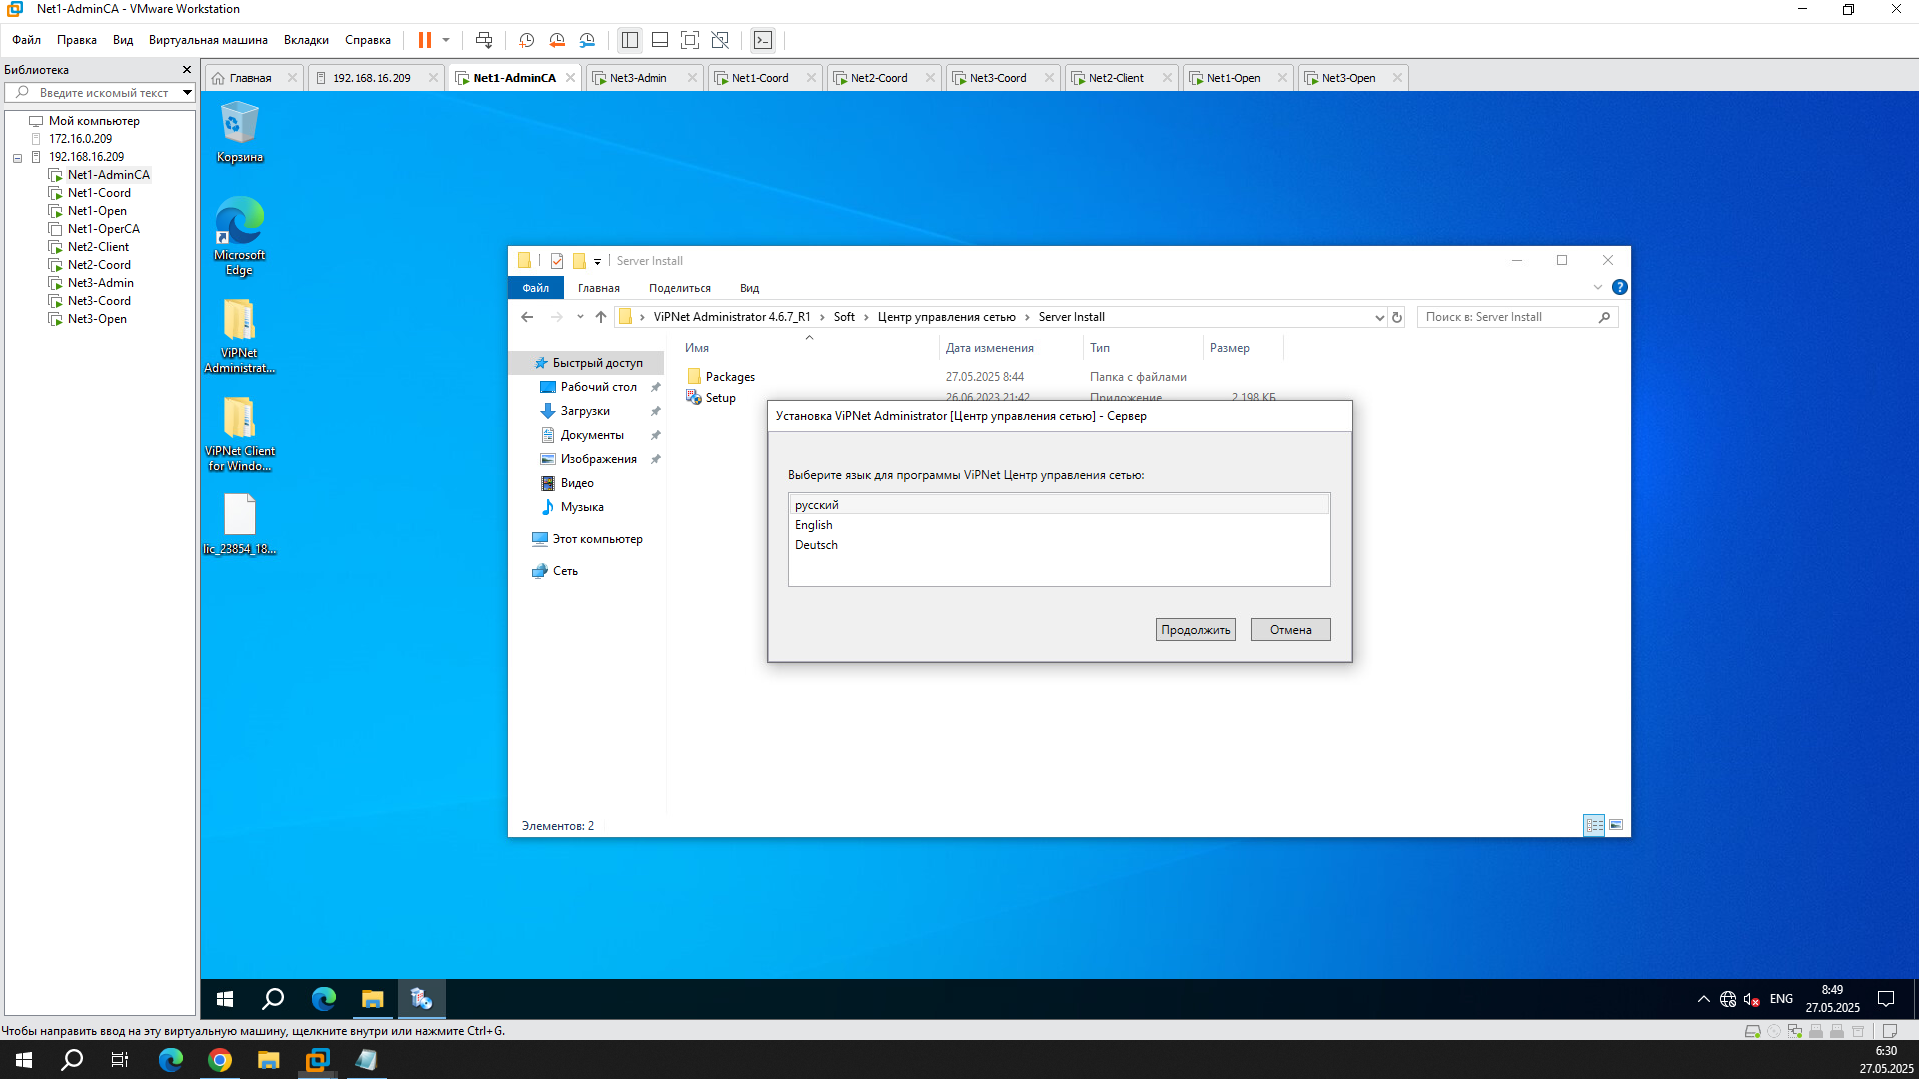 Net1-AdminCA - VMware Workstation
Файл Правка Вид Виртуальная машина Вкладки Справка
Библиотека
Введите искомый текст
Мой компьютер
172.16.0.209
192.168.16.209
Net1-AdminCA
Net1-Coord
Net1-Open
Net1-OperCA
Net2-Client
Net2-Coord
Net3-Admin
Net3-Coord
Net3-Open
Главная 192.168.16.209 Net1-AdminCA Net3-Admin Net1-Coord Net2-Coord Net3-Coord Net2-Client Net1-Open Net3-Open
Корзина
Microsoft
Edge
ViPNet
Administrat...
ViPNet Client
for Windo...
lic_23854_18...
Server Install
Файл Главная Поделиться Вид
ViPNet Administrator 4.6.7_R1 Soft Центр управления сетью Server Install
Поиск в: Server Install
Быстрый доступ
Рабочий стол
Загрузки
Документы
Изображения
Видео
Музыка
Этот компьютер
Сеть
Имя Дата изменения Тип Размер
Packages 27.05.2025 8:44 Папка с файлами
Setup 26.06.2023 21:42 Приложение 2 198 КБ
Установка ViPNet Administrator [Центр управления сетью] - Сервер
Выберите язык для программы ViPNet Центр управления сетью:
русский
English
Deutsch
Продолжить Отмена
Элементов: 2
ENG
8:49
27.05.2025
Чтобы направить ввод на эту виртуальную машину, щелкните внутри или нажмите Ctrl+G.
6:30
27.05.2025